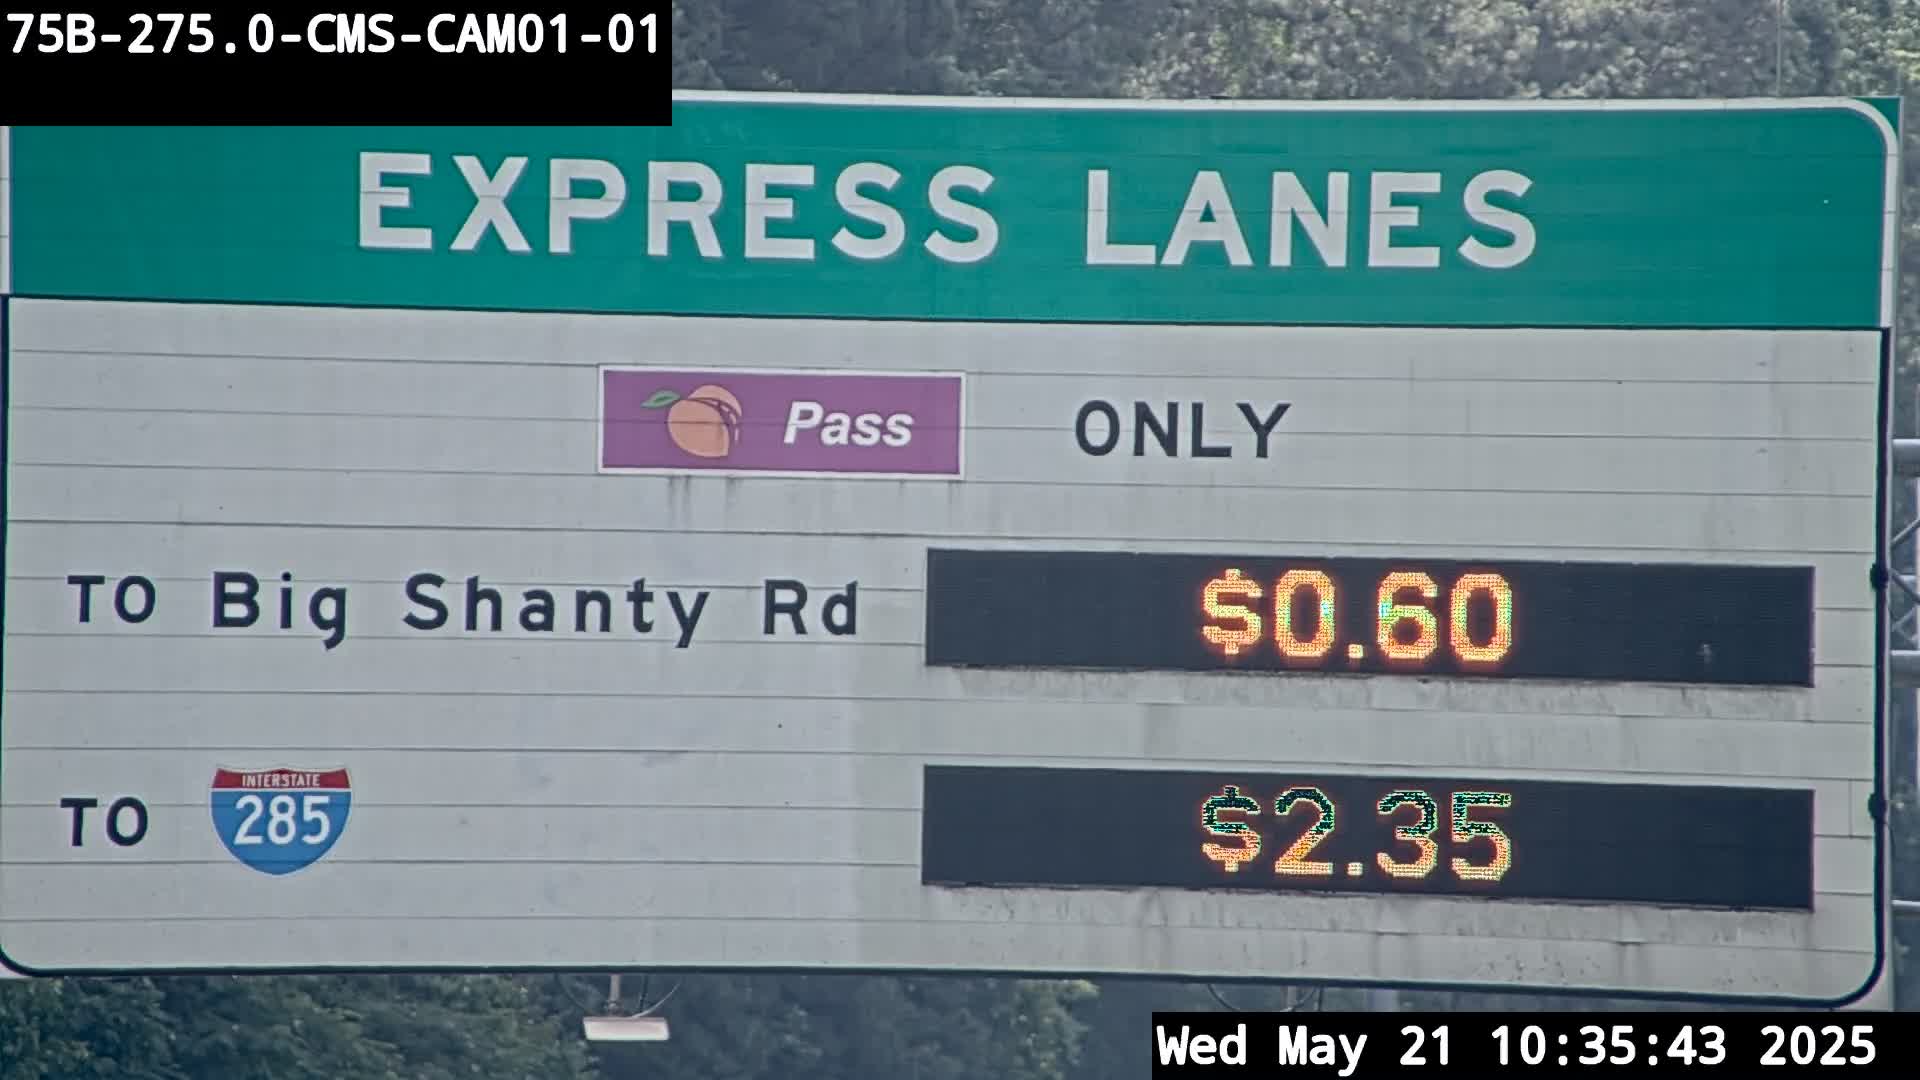 75B-275.0-CMS-CAM01-01
EXPRESS LANES
Pass ONLY
TO Big Shanty Rd $0.60
INTERSTATE
TO 285 $2.35
Wed May 21 10:35:43 2025